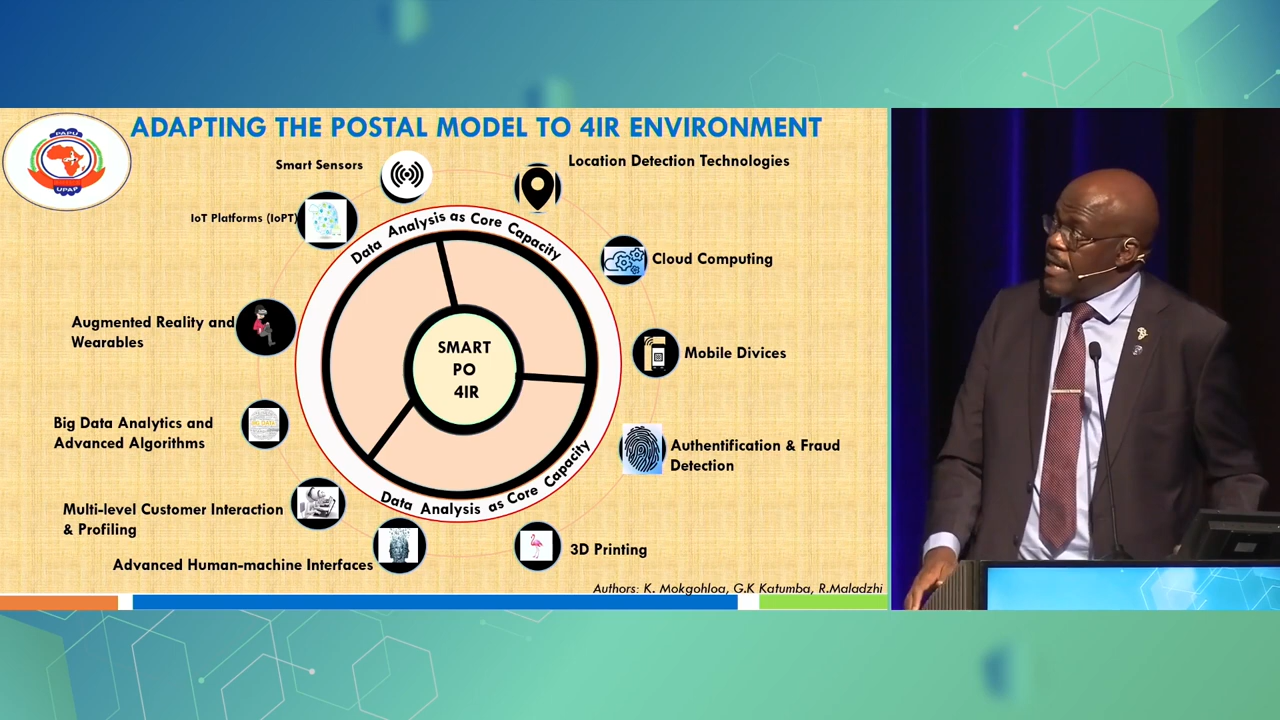 PAPU
UPAP
ADAPTING THE POSTAL MODEL TO 4IR ENVIRONMENT
Smart Sensors
Location Detection Technologies
IoT Platforms (IoPT)
Data Analysis as Core Capacity
Cloud Computing
Augmented Reality and
Wearables
SMART
PO
4IR
Mobile Divices
Big Data Analytics and
Advanced Algorithms
BIG DATA
Authentification & Fraud
Detection
Data Analysis as Core Capacity
Multi-level Customer Interaction
& Profiling
Advanced Human-machine Interfaces
3D Printing
Authors: K. Mokgohloa, G.K Katumba, R.Maladzhi